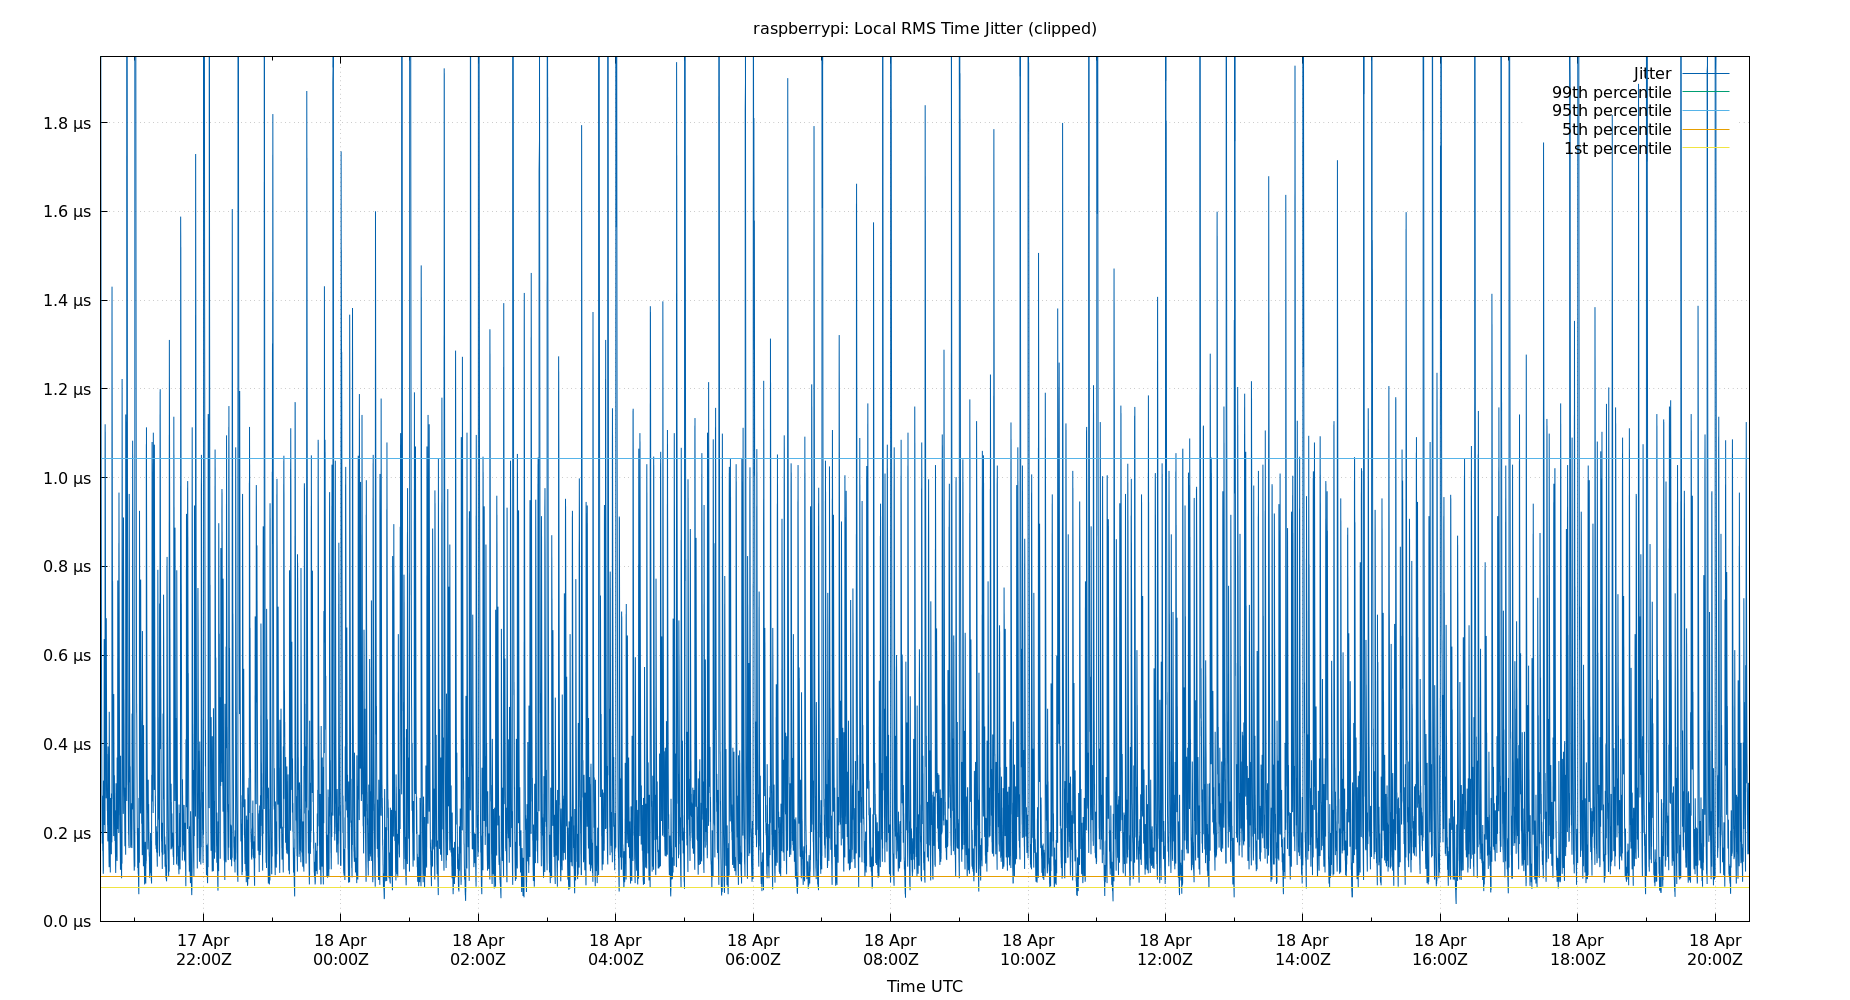 raspberrypi: Local RMS Time Jitter (clipped)
Jitter
99th percentile
95th percentile
5th percentile
1st percentile
1.8 µs
1.6 µs
1.4 µs
1.2 µs
1.0 µs
0.8 µs
0.6 µs
0.4 µs
0.2 µs
0.0 µs
17 Apr 18 Apr 18 Apr 18 Apr 18 Apr 18 Apr 18 Apr 18 Apr 18 Apr 18 Apr 18 Apr 18 Apr
22:00Z 00:00Z 02:00Z 04:00Z 06:00Z 08:00Z 10:00Z 12:00Z 14:00Z 16:00Z 18:00Z 20:00Z
Time UTC